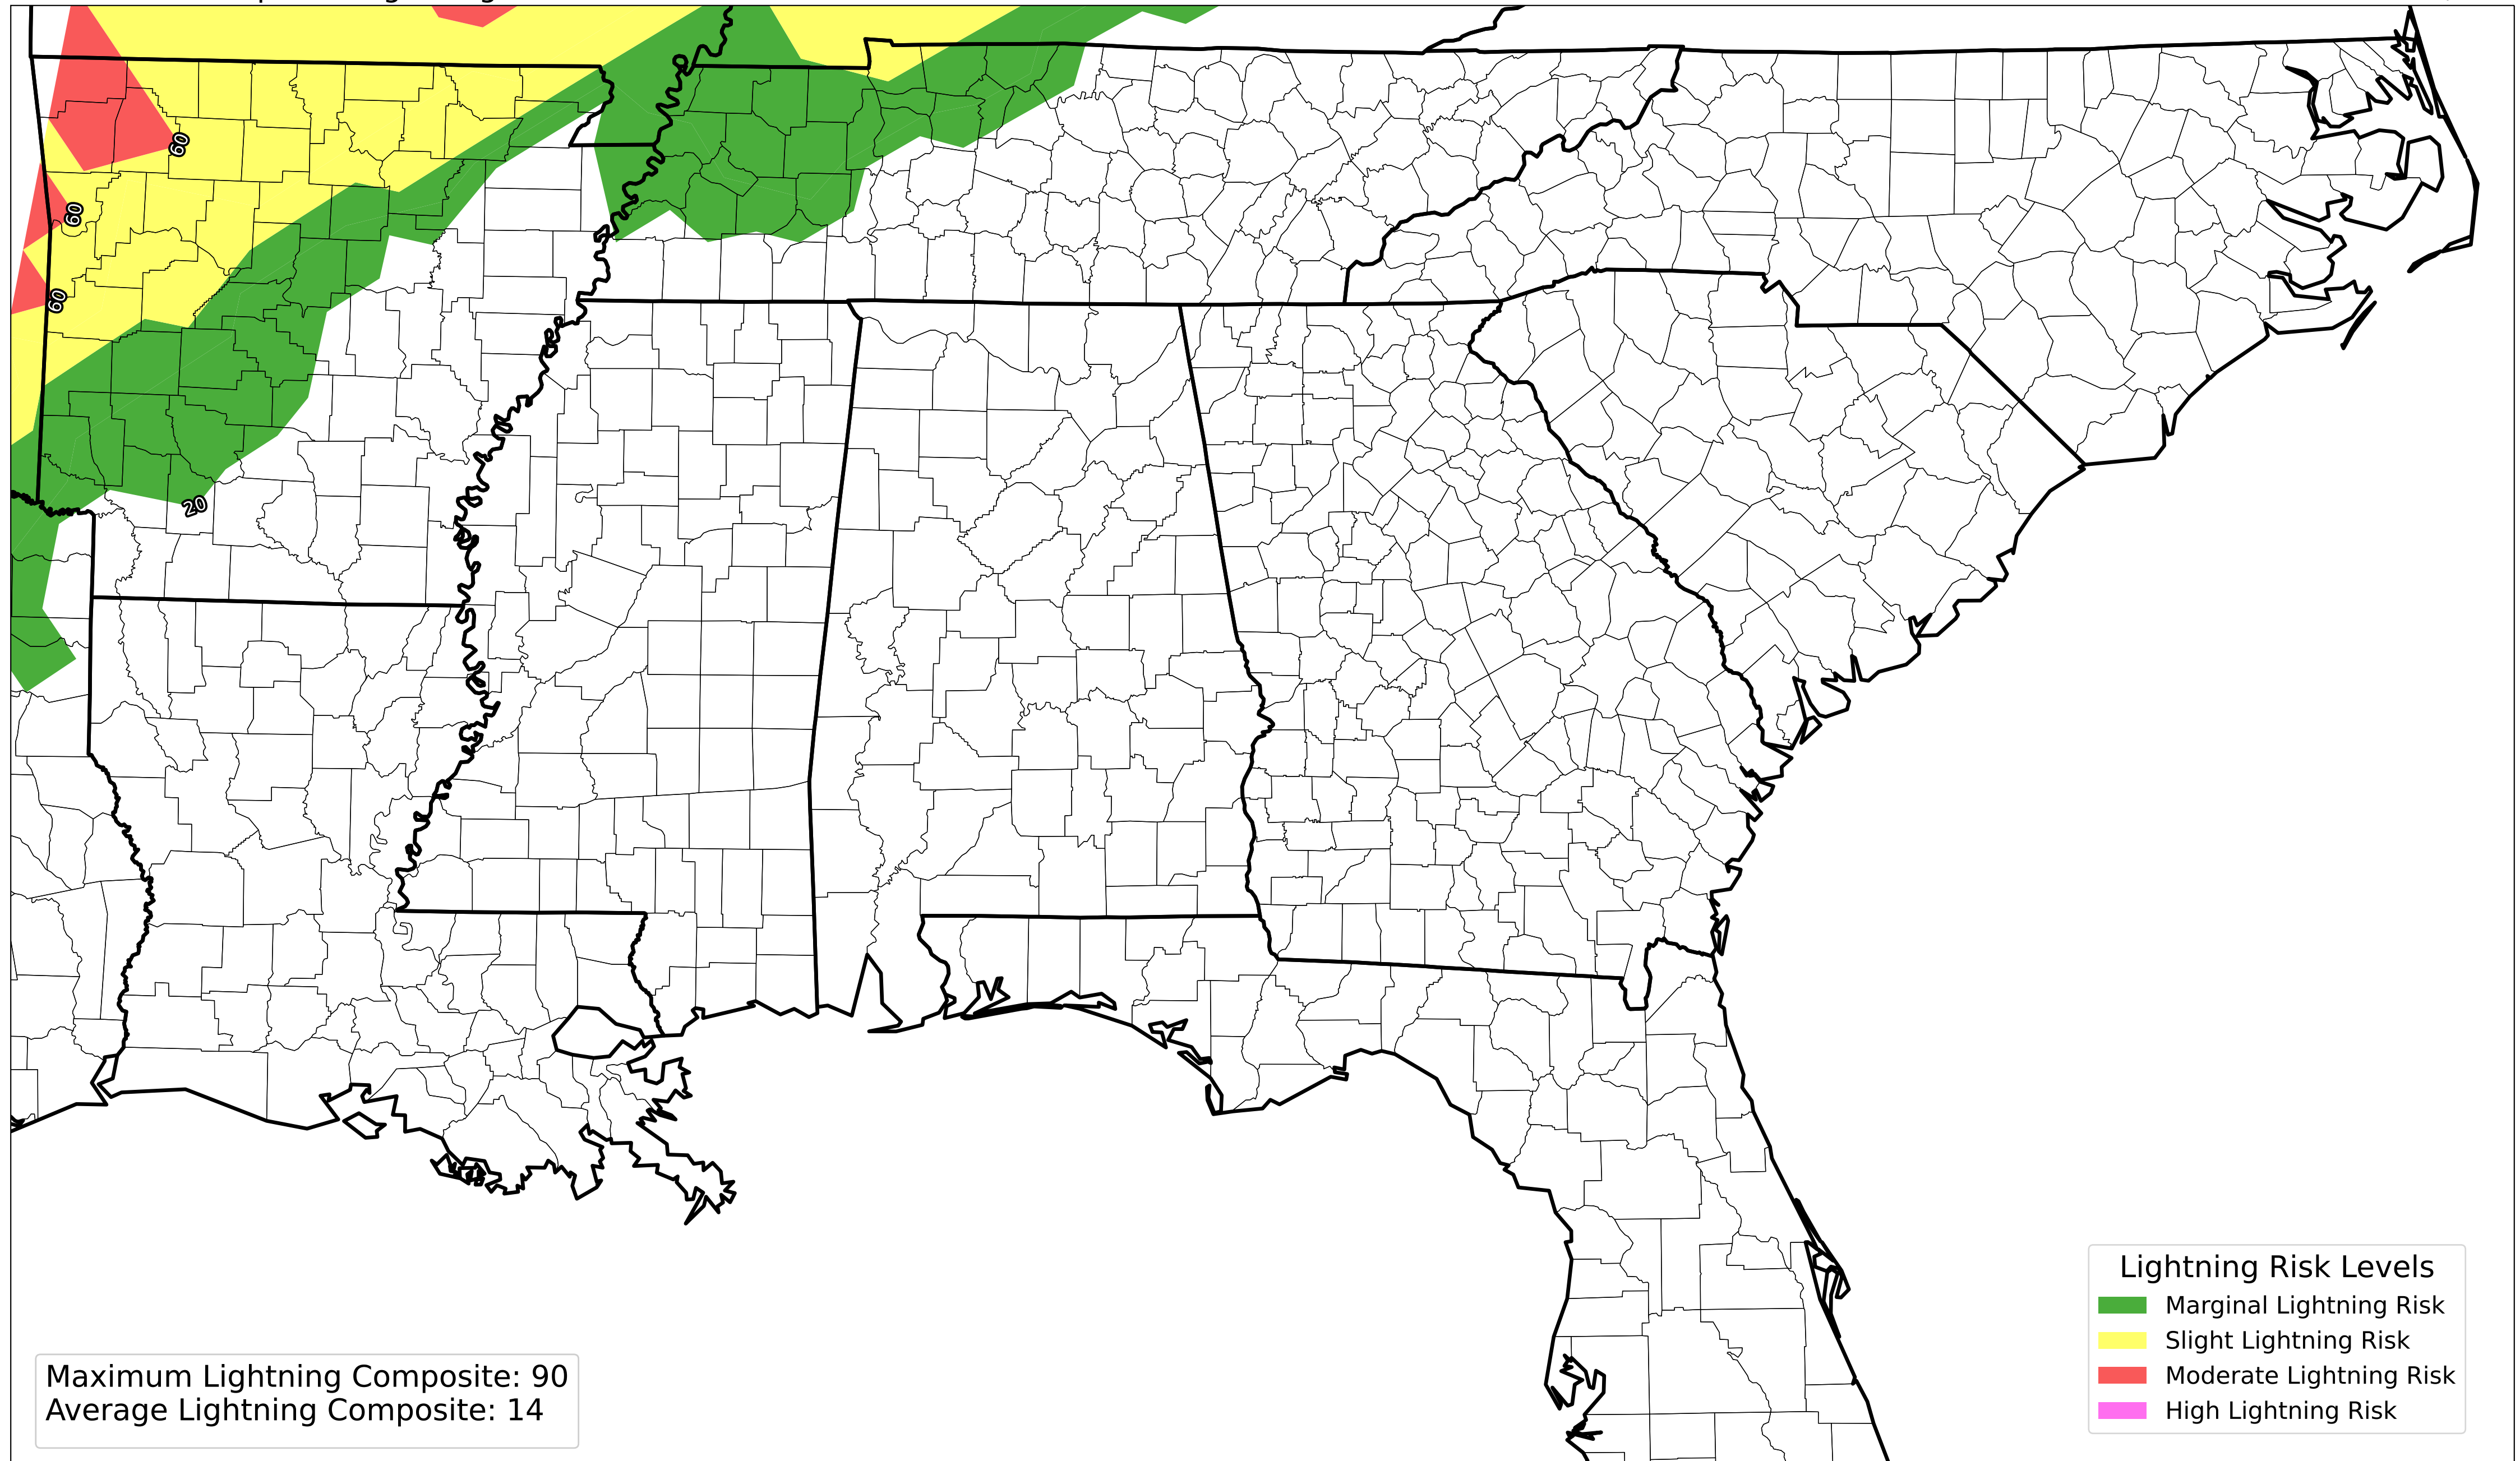 60
60
60
20
Lightning Risk Levels
Marginal Lightning Risk
Slight Lightning Risk
Moderate Lightning Risk
High Lightning Risk
Maximum Lightning Composite: 90
Average Lightning Composite: 14